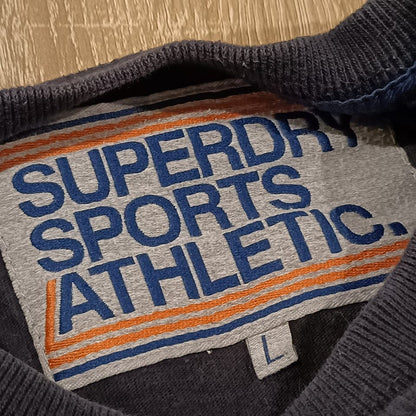 SUPERDRY
SPORTS
ATHLETIC.
L